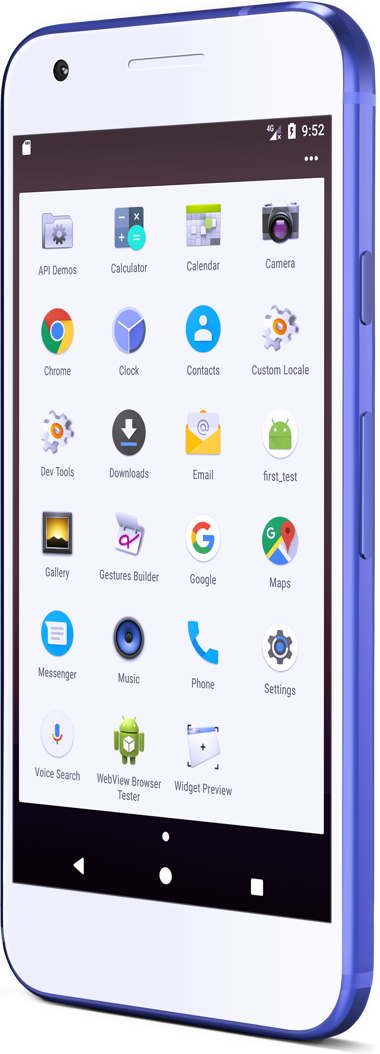 4G 9:52
API Demos Calculator Calendar Camera
Chrome Clock Contacts Custom Locale
Dev Tools Downloads Email first_test
Gallery Gestures Builder Google Maps
Messenger Music Phone Settings
Voice Search WebView Browser Widget Preview
Tester